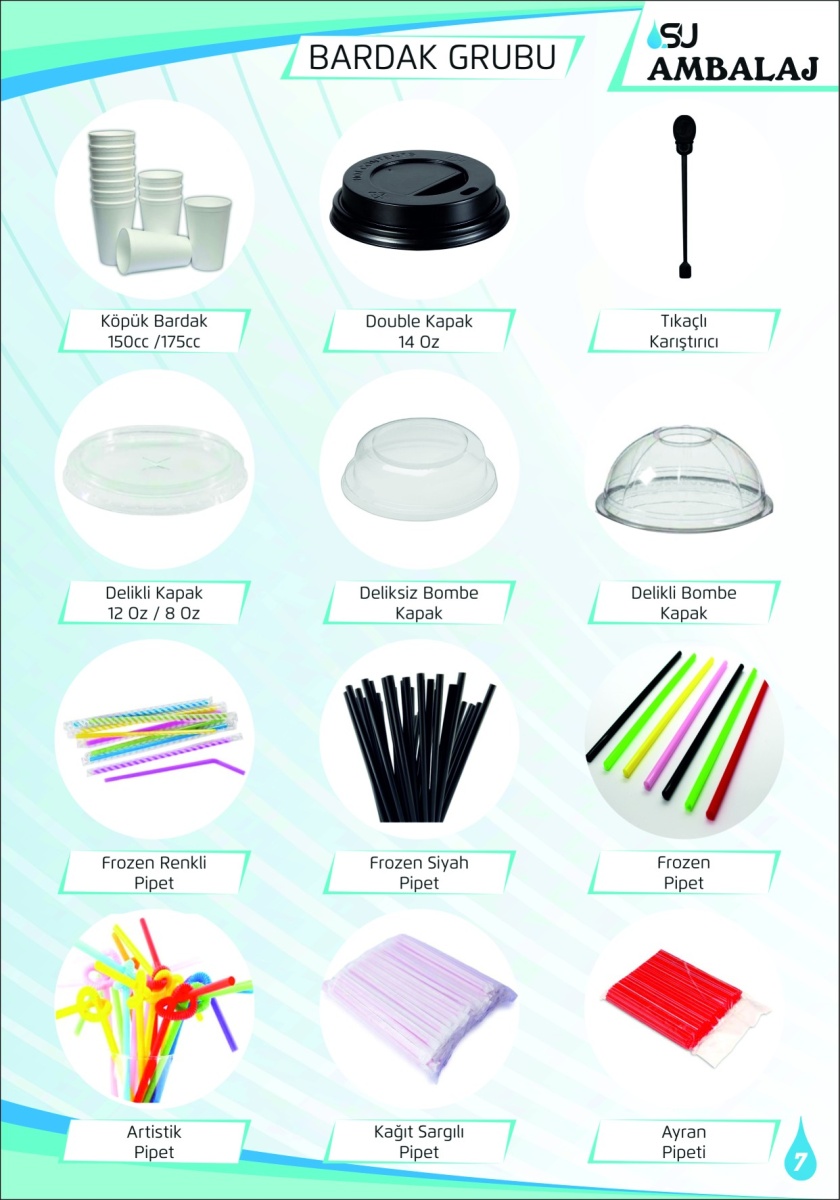 BARDAK GRUBU
SU
AMBALAJ
Köpük Bardak
150cc /175cc
Double Kapak
14 Oz
Tıkaçlı
Karıştırıcı
Delikli Kapak
12 Oz / 8 Oz
Deliksiz Bombe
Kapak
Delikli Bombe
Kapak
Frozen Renkli
Pipet
Frozen Siyah
Pipet
Frozen
Pipet
Artistik
Pipet
Kağıt Sargılı
Pipet
Ayran
Pipeti
7